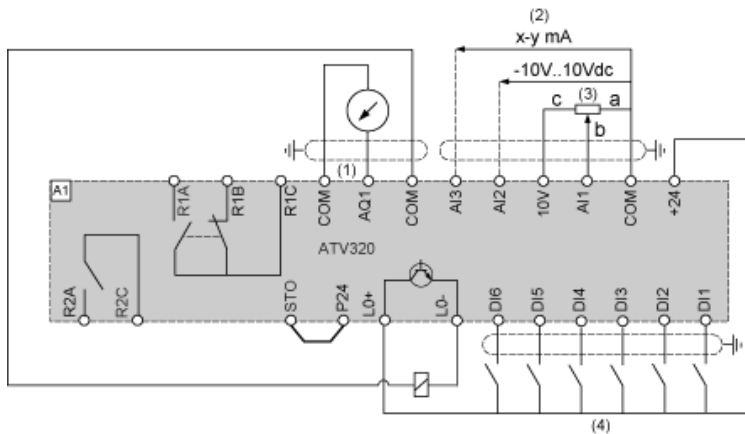 (2)
x-y mA
-10V..10Vdc
c (3) a
b
(1)
A1
R1A
R1B
R1C
COM
AQ1
COM
AI3
AI2
10V
AI1
COM
+24
ATV320
R2A
R2C
STO
P24
L0+
L0-
DI6
DI5
DI4
DI3
DI2
DI1
(4)